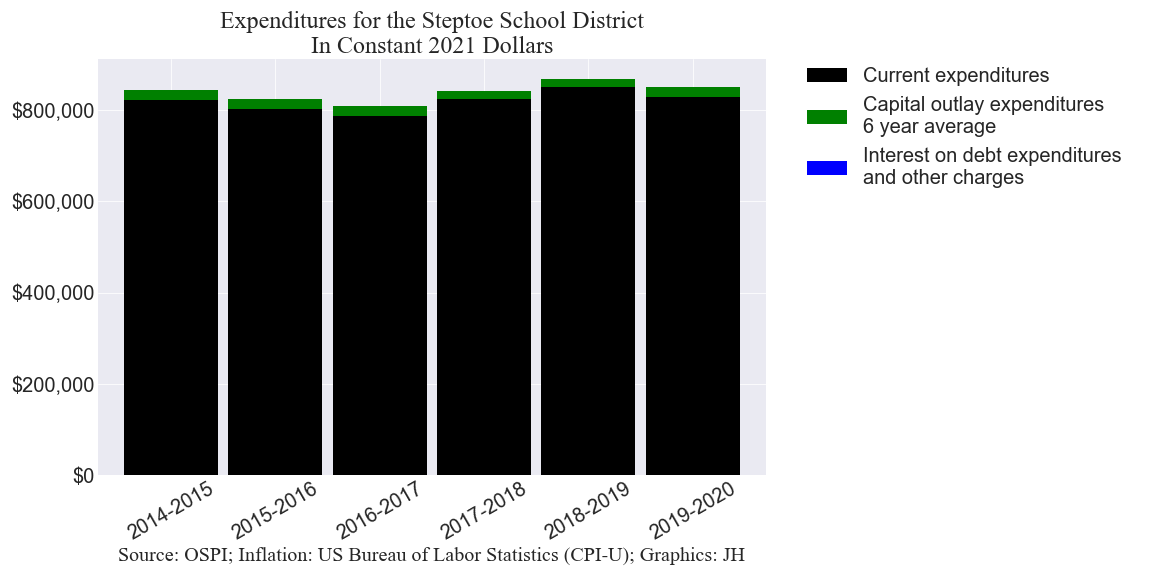 Expenditures for the Steptoe School District
In Constant 2021 Dollars
Current expenditures
Capital outlay expenditures
6 year average
Interest on debt expenditures
and other charges
$800,000
$600,000
$400,000
$200,000
$0
2014-2015
2015-2016
2016-2017
2017-2018
2018-2019
2019-2020
Source: OSPI; Inflation: US Bureau of Labor Statistics (CPI-U); Graphics: JH